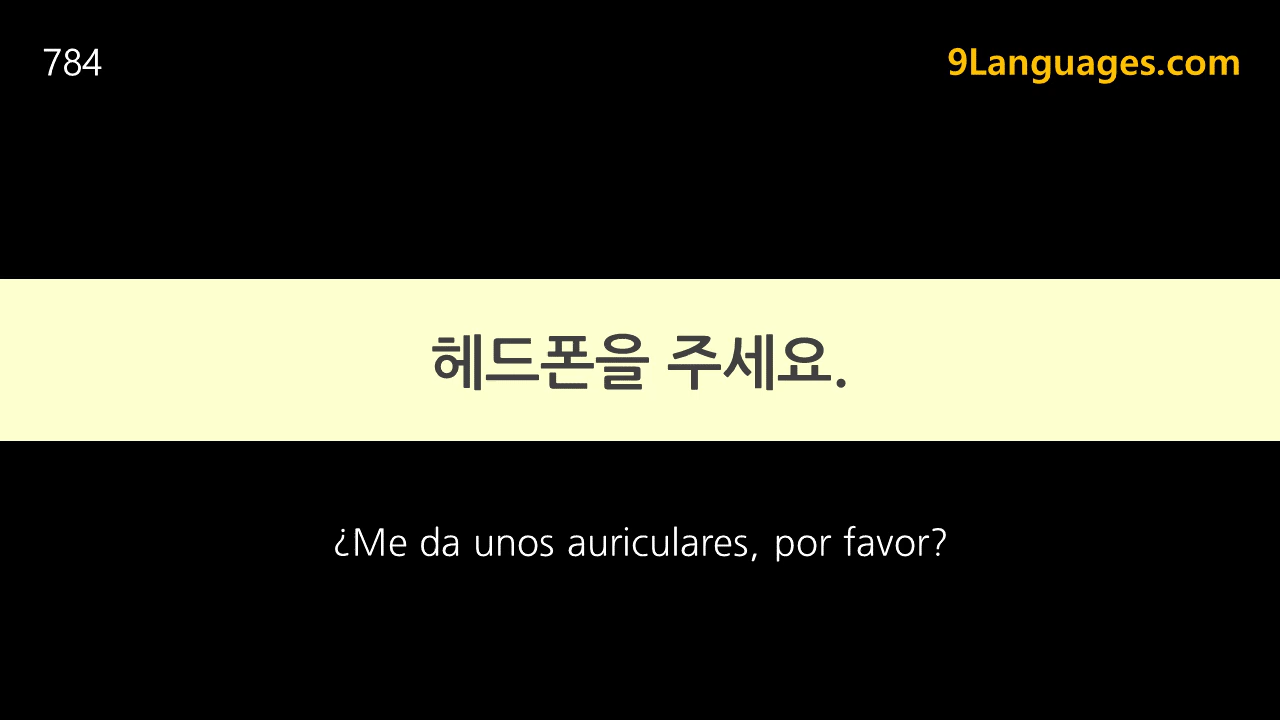 784
9Languages.com
헤드폰을 주세요.
¿Me da unos auriculares, por favor?